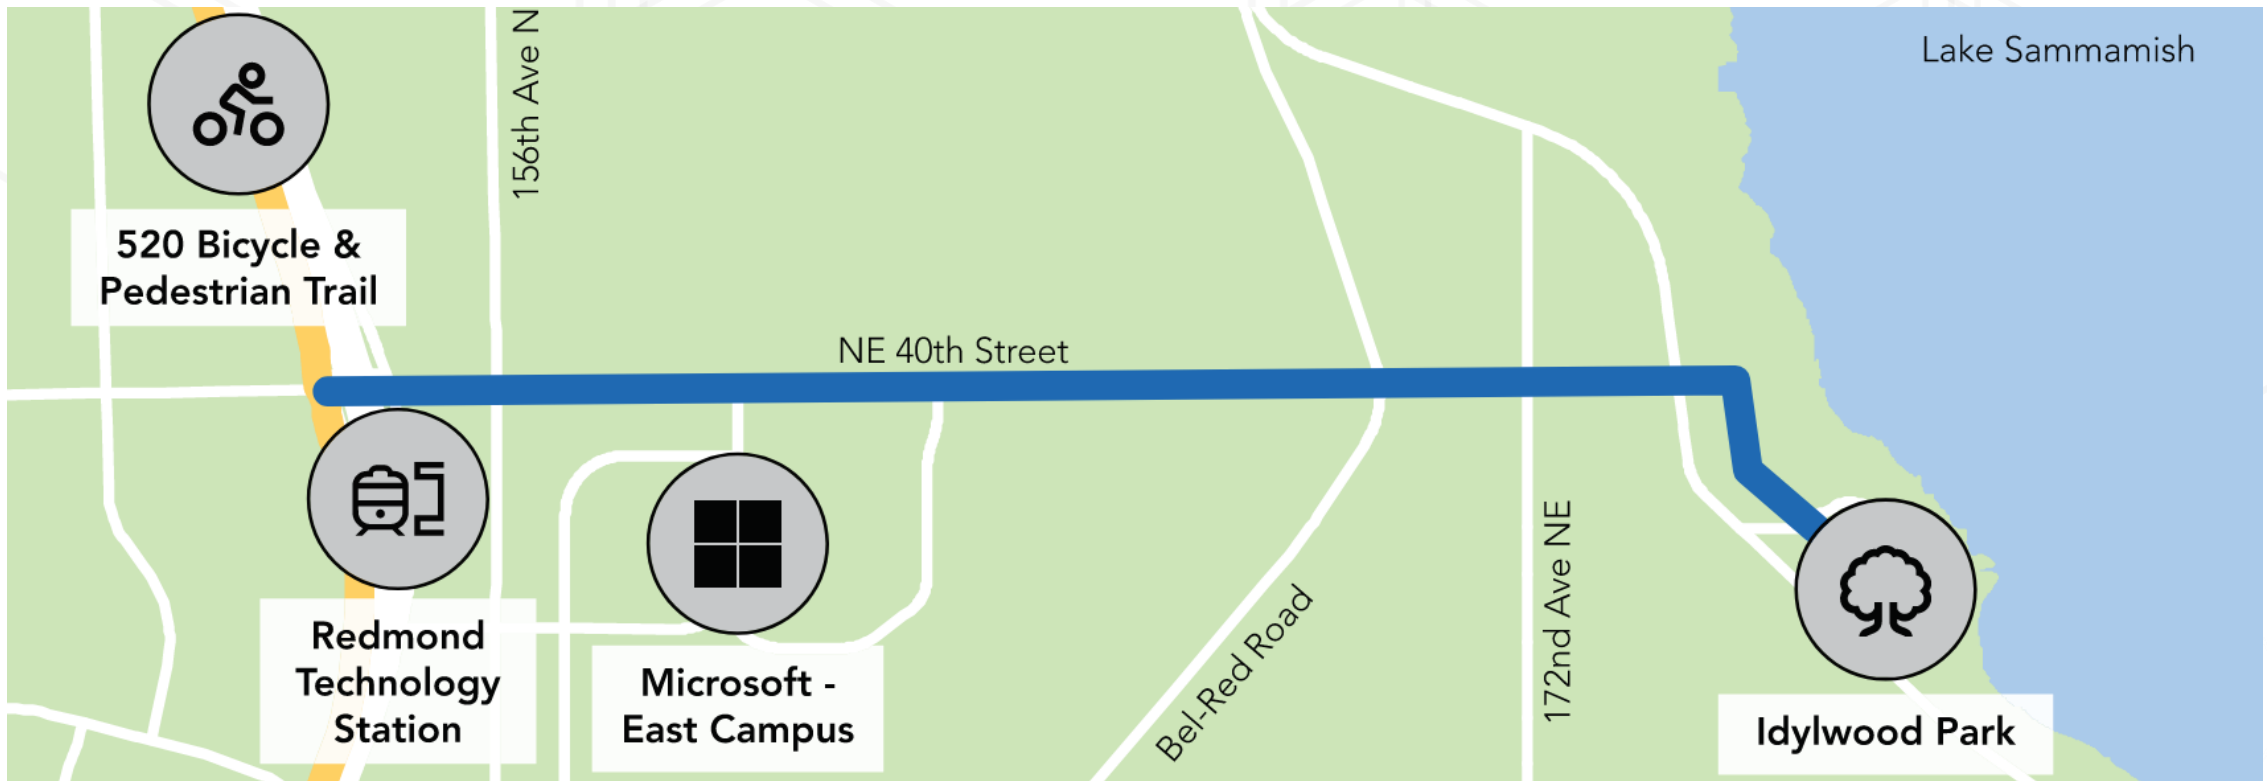 Lake Sammamish
156th Ave N
520 Bicycle &
Pedestrian Trail
NE 40th Street
Redmond
Technology
Station
Microsoft -
East Campus
Bel-Red Road
172nd Ave NE
Idylwood Park